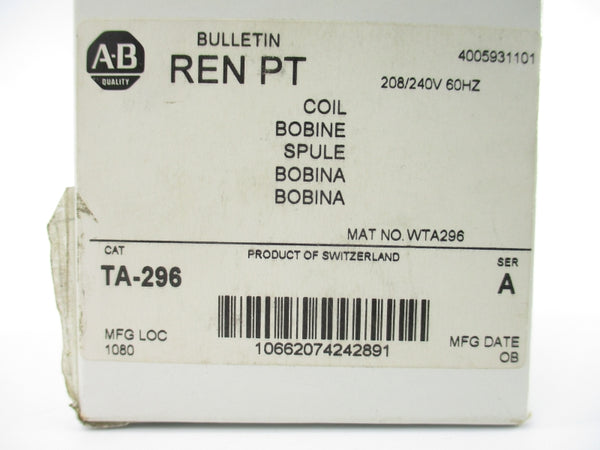 A-B
QUALITY
BULLETIN
REN PT
4005931101
208/240V 60HZ
COIL
BOBINE
SPULE
BOBINA
BOBINA
MAT NO. WTA296
CAT
TA-296
PRODUCT OF SWITZERLAND
SER
A
MFG LOC
1080
10662074242891
MFG DATE
OB